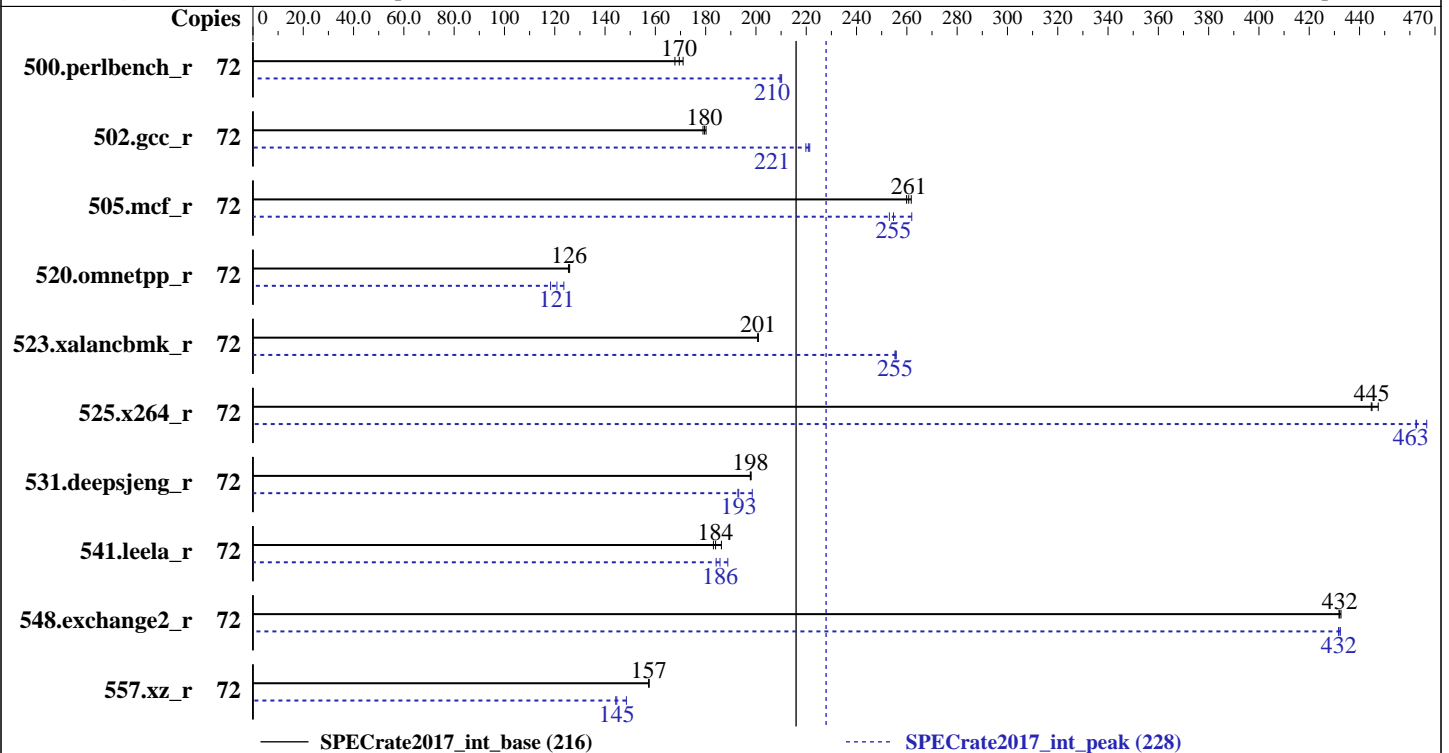 Copies 0 20.0 40.0 60.0 80.0 100 120 140 160 180 200 220 240 260 280 300 320 340 360 380 400 420 440 470
170
500.perlbench_r 72
210
180
502.gcc_r 72
221
261
505.mcf_r 72
255
126
520.omnetpp_r 72
121
201
523.xalancbmk_r 72
255
445
525.x264_r 72
463
198
531.deepsjeng_r 72
193
184
541.leela_r 72
186
432
548.exchange2_r 72
432
157
557.xz_r 72
145
SPECrate2017_int_base (216) SPECrate2017_int_peak (228)